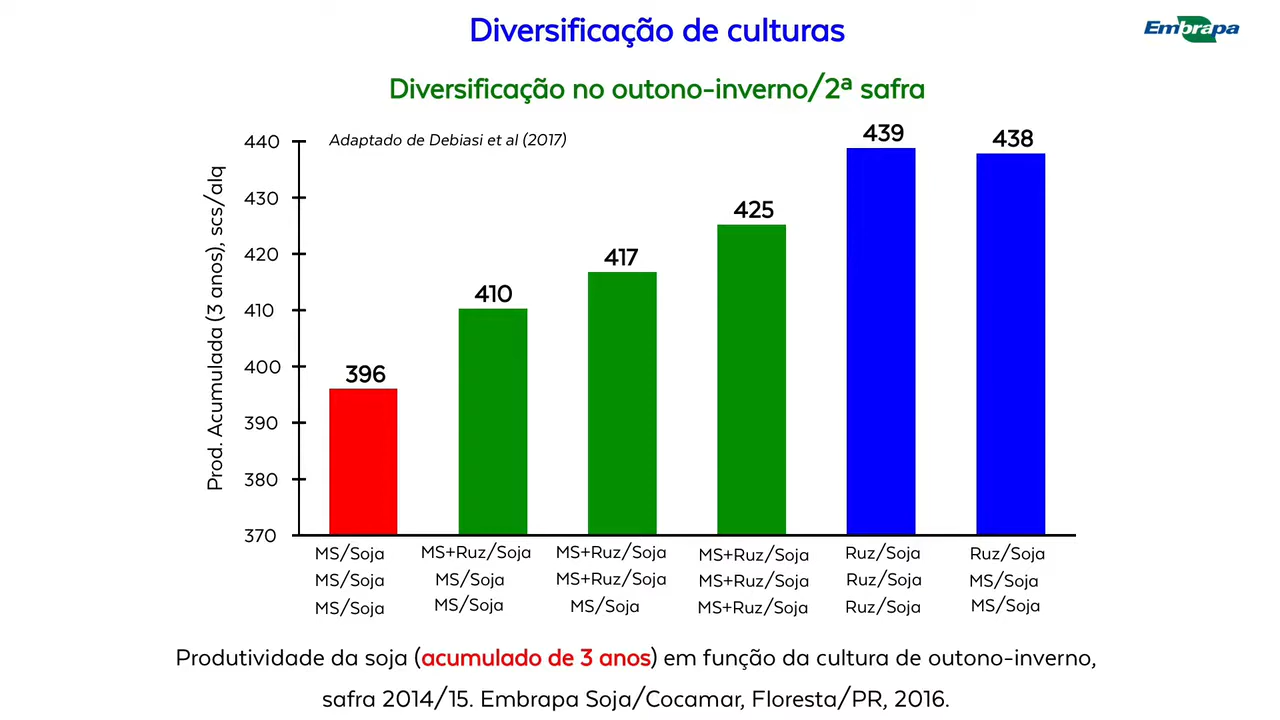 Diversificação de culturas
Embrapa
Diversificação no outono-inverno/2ª safra
Adaptado de Debiasi et al (2017)
Prod. Acumulada (3 anos), scs/alq
440
430
420
410
400
390
380
370
396
410
417
425
439
438
MS/Soja MS+Ruz/Soja MS+Ruz/Soja MS+Ruz/Soja Ruz/Soja Ruz/Soja
MS/Soja MS/Soja MS+Ruz/Soja MS+Ruz/Soja Ruz/Soja MS/Soja
MS/Soja MS/Soja MS/Soja MS+Ruz/Soja Ruz/Soja MS/Soja
Produtividade da soja (acumulado de 3 anos) em função da cultura de outono-inverno,
safra 2014/15. Embrapa Soja/Cocamar, Floresta/PR, 2016.